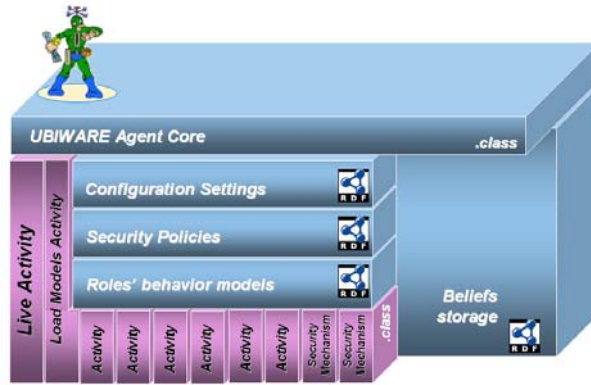 UBIWARE Agent Core
.class
Live Activity
Load Models Activity
Configuration Settings
RDF
Security Policies
RDF
Roles' behavior models
RDF
Activity
Activity
Activity
Activity
Activity
Activity
Security Mechanism
Security Mechanism
.class
Beliefs
storage
RDF